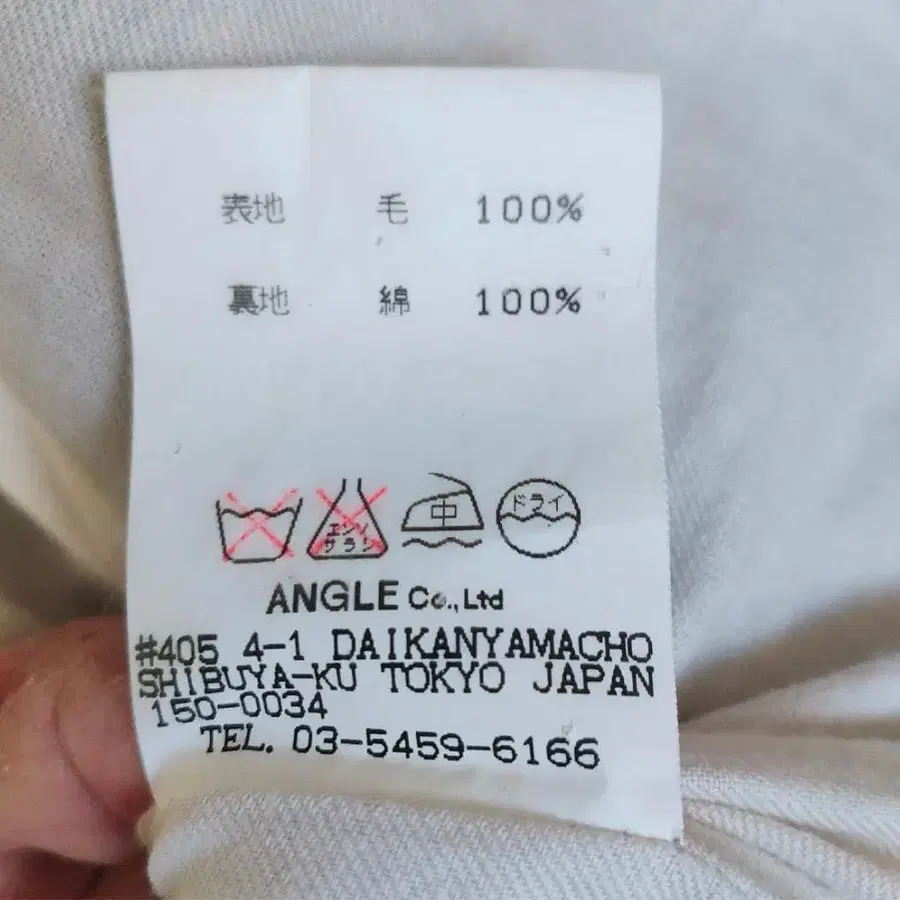 表地 毛 100%
裏地 綿 100%
エンソ
サラシ
中
ドライ
ANGLE Co., Ltd
#405 4-1 DAIKANYAMACHO
SHIBUYA-KU TOKYO JAPAN
150-0034
TEL. 03-5459-6166